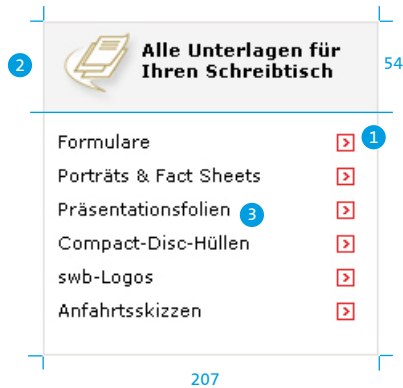 Alle Unterlagen für
Ihren Schreibtisch
2
54
Formulare
1
Porträts & Fact Sheets
Präsentationsfolien
3
Compact-Disc-Hüllen
swb-Logos
Anfahrtsskizzen
207